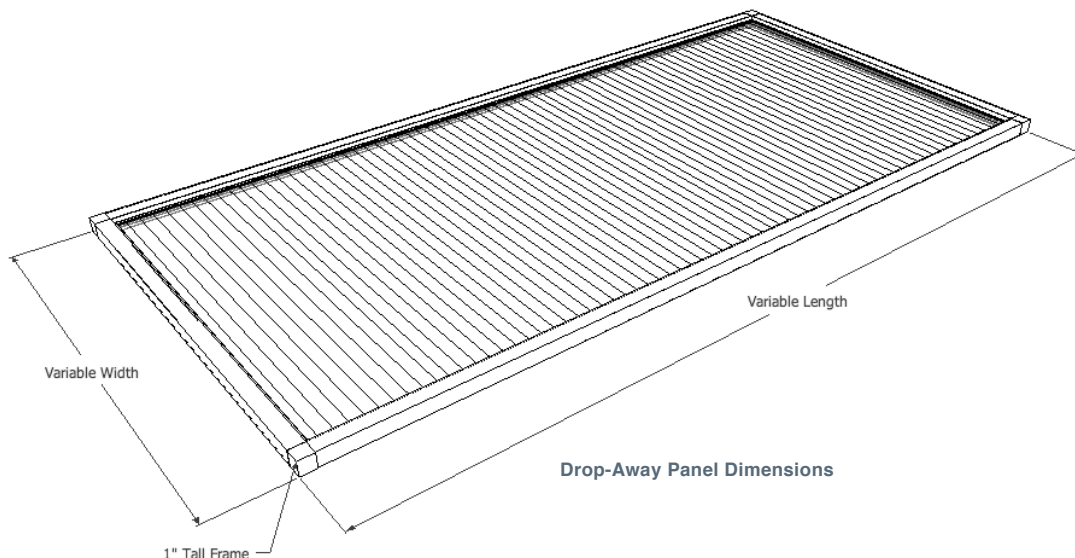 Variable Length
Variable Width
Drop-Away Panel Dimensions
1" Tall Frame